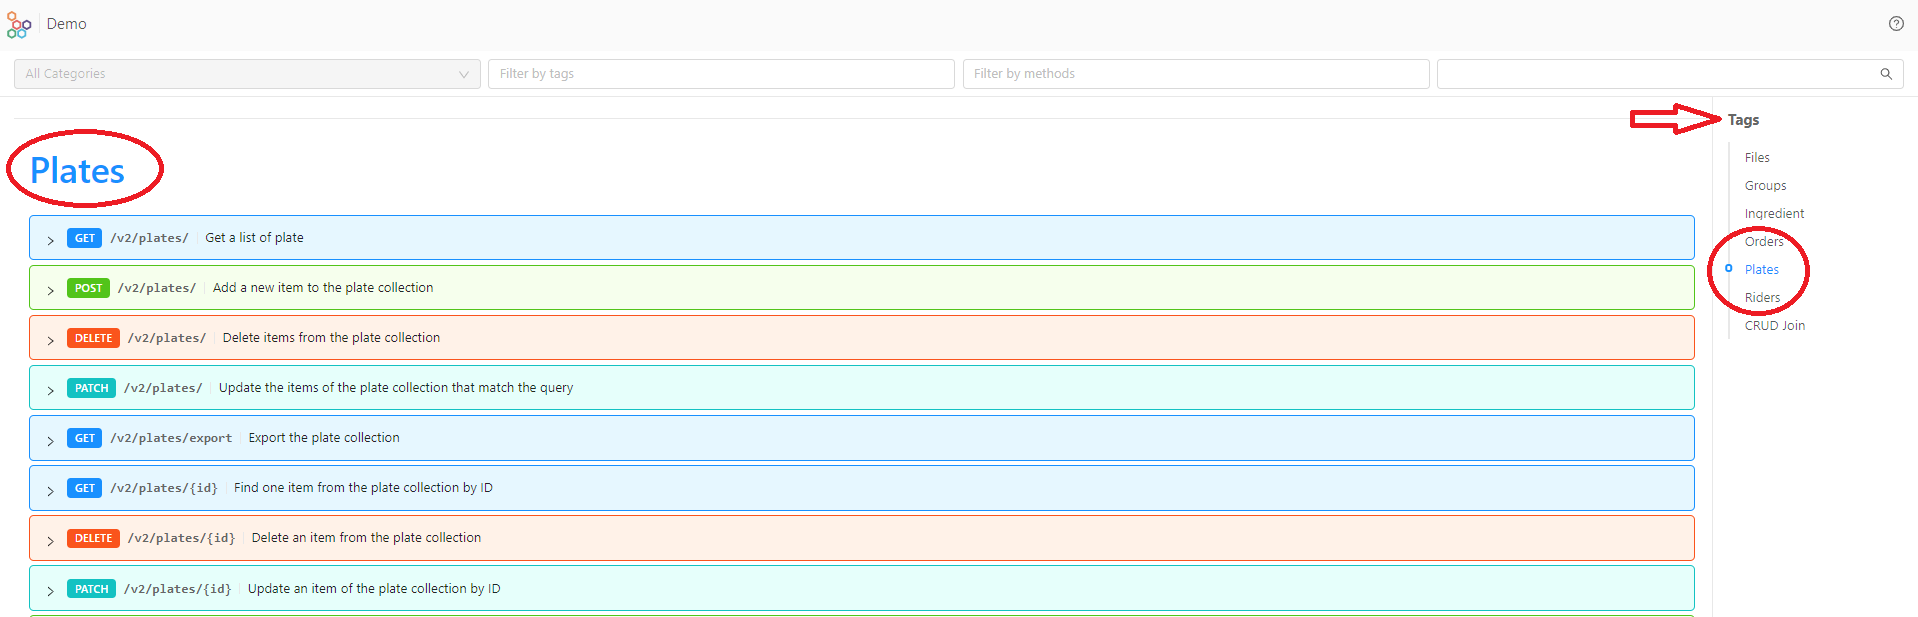 Demo
All Categories
Filter by tags
Filter by methods
Tags
Files
Groups
Ingredient
Orders
Plates
Riders
CRUD Join
Plates
GET /v2/plates/ Get a list of plate
POST /v2/plates/ Add a new item to the plate collection
DELETE /v2/plates/ Delete items from the plate collection
PATCH /v2/plates/ Update the items of the plate collection that match the query
GET /v2/plates/export Export the plate collection
GET /v2/plates/{id} Find one item from the plate collection by ID
DELETE /v2/plates/{id} Delete an item from the plate collection
PATCH /v2/plates/{id} Update an item of the plate collection by ID